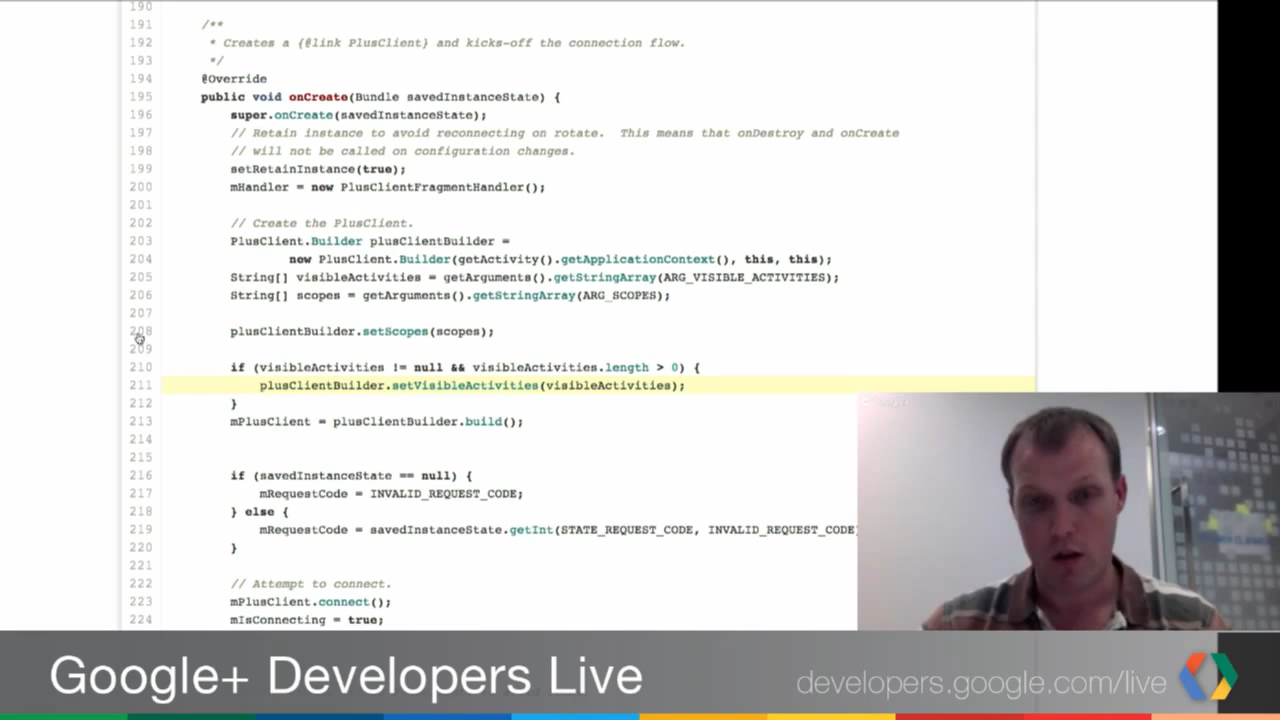 190
191 /**
192 * Creates a {@link PlusClient} and kicks-off the connection flow.
193 */
194 @Override
195 public void onCreate(Bundle savedInstanceState) {
196 super.onCreate(savedInstanceState);
197 // Retain instance to avoid reconnecting on rotate.  This means that onDestroy and onCreate
198 // will not be called on configuration changes.
199 setRetainInstance(true);
200 mHandler = new PlusClientFragmentHandler();
201
202 // Create the PlusClient.
203 PlusClient.Builder plusClientBuilder =
204 new PlusClient.Builder(getActivity().getApplicationContext(), this, this);
205 String[] visibleActivities = getArguments().getStringArray(ARG_VISIBLE_ACTIVITIES);
206 String[] scopes = getArguments().getStringArray(ARG_SCOPES);
207
208 plusClientBuilder.setScopes(scopes);
209
210 if (visibleActivities != null && visibleActivities.length > 0) {
211 plusClientBuilder.setVisibleActivities(visibleActivities);
212 }
213 mPlusClient = plusClientBuilder.build();
214
215
216 if (savedInstanceState == null) {
217 mRequestCode = INVALID_REQUEST_CODE;
218 } else {
219 mRequestCode = savedInstanceState.getInt(STATE_REQUEST_CODE, INVALID_REQUEST_CODE)
220 }
221
222 // Attempt to connect.
223 mPlusClient.connect();
224 mIsConnecting = true;
Google+ Developers Live
developers.google.com/live